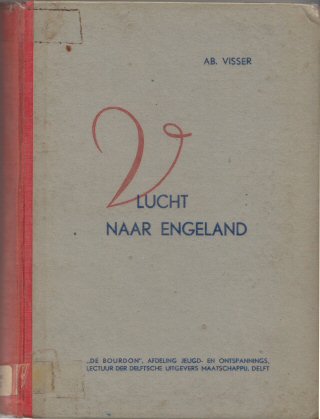 AB. VISSER
VLUCHT
NAAR ENGELAND
„DE BOURDON", AFDELING JEUGD- EN ONTSPANNINGS,
LECTUUR DER DELFTSCHE UITGEVERS MAATSCHAPPIJ, DELFT